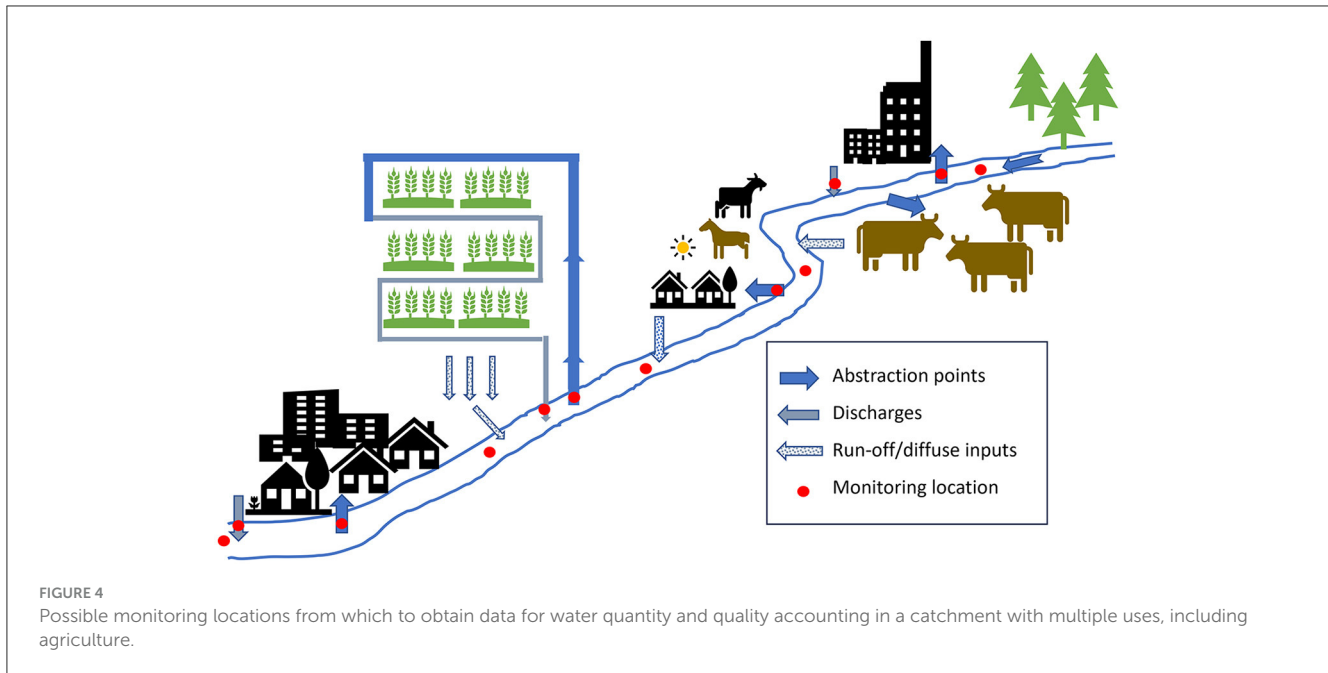 Abstraction points
Discharges
Run-off/diffuse inputs
Monitoring location
FIGURE 4
Possible monitoring locations from which to obtain data for water quantity and quality accounting in a catchment with multiple uses, including
agriculture.